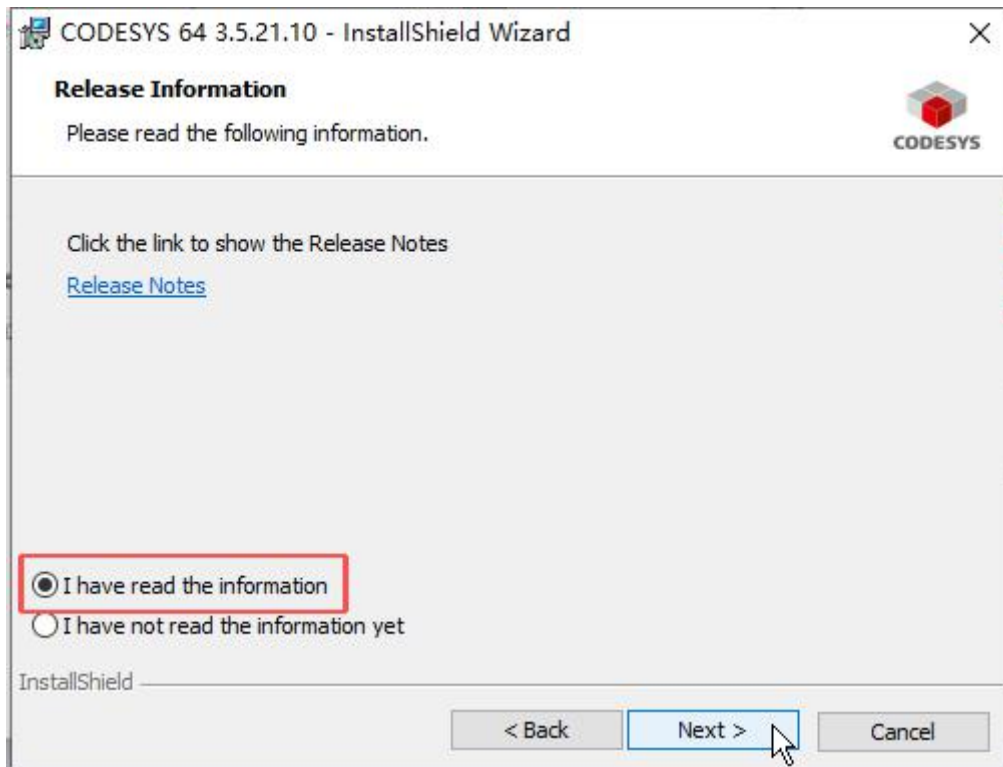 CODESYS 64 3.5.21.10 - InstallShield Wizard
Release Information
Please read the following information.
CODESYS
Click the link to show the Release Notes
Release Notes
I have read the information
I have not read the information yet
InstallShield
< Back Next > Cancel